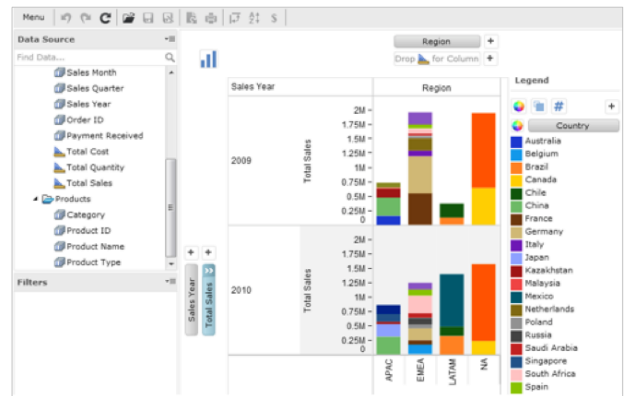 Menu
Data Source
Find Data...
Sales Month
Sales Quarter
Sales Year
Order ID
Payment Received
Total Cost
Total Quantity
Total Sales
Products
Category
Product ID
Product Name
Product Type
Filters
Sales Year
Total Sales
Region
Drop for Column
Sales Year
Region
2009
Total Sales
2M
1.75M
1.5M
1.25M
1M
0.75M
0.5M
0.25M
0
2010
Total Sales
2M
1.75M
1.5M
1.25M
1M
0.75M
0.5M
0.25M
0
APAC
EMEA
LATAM
NA
Legend
Country
Australia
Belgium
Brazil
Canada
Chile
China
France
Germany
Italy
Japan
Kazakhstan
Malaysia
Mexico
Netherlands
Poland
Russia
Saudi Arabia
Singapore
South Africa
Spain